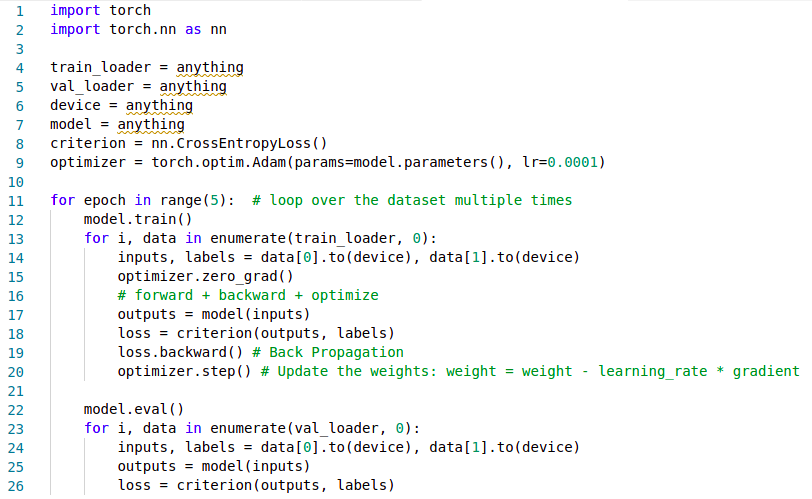 1 import torch
2 import torch.nn as nn
3
4 train_loader = anything
5 val_loader = anything
6 device = anything
7 model = anything
8 criterion = nn.CrossEntropyLoss()
9 optimizer = torch.optim.Adam(params=model.parameters(), lr=0.0001)
10
11 for epoch in range(5):  # loop over the dataset multiple times
12     model.train()
13     for i, data in enumerate(train_loader, 0):
14         inputs, labels = data[0].to(device), data[1].to(device)
15         optimizer.zero_grad()
16         # forward + backward + optimize
17         outputs = model(inputs)
18         loss = criterion(outputs, labels)
19         loss.backward() # Back Propagation
20         optimizer.step() # Update the weights: weight = weight - learning_rate * gradient
21
22     model.eval()
23     for i, data in enumerate(val_loader, 0):
24         inputs, labels = data[0].to(device), data[1].to(device)
25         outputs = model(inputs)
26         loss = criterion(outputs, labels)